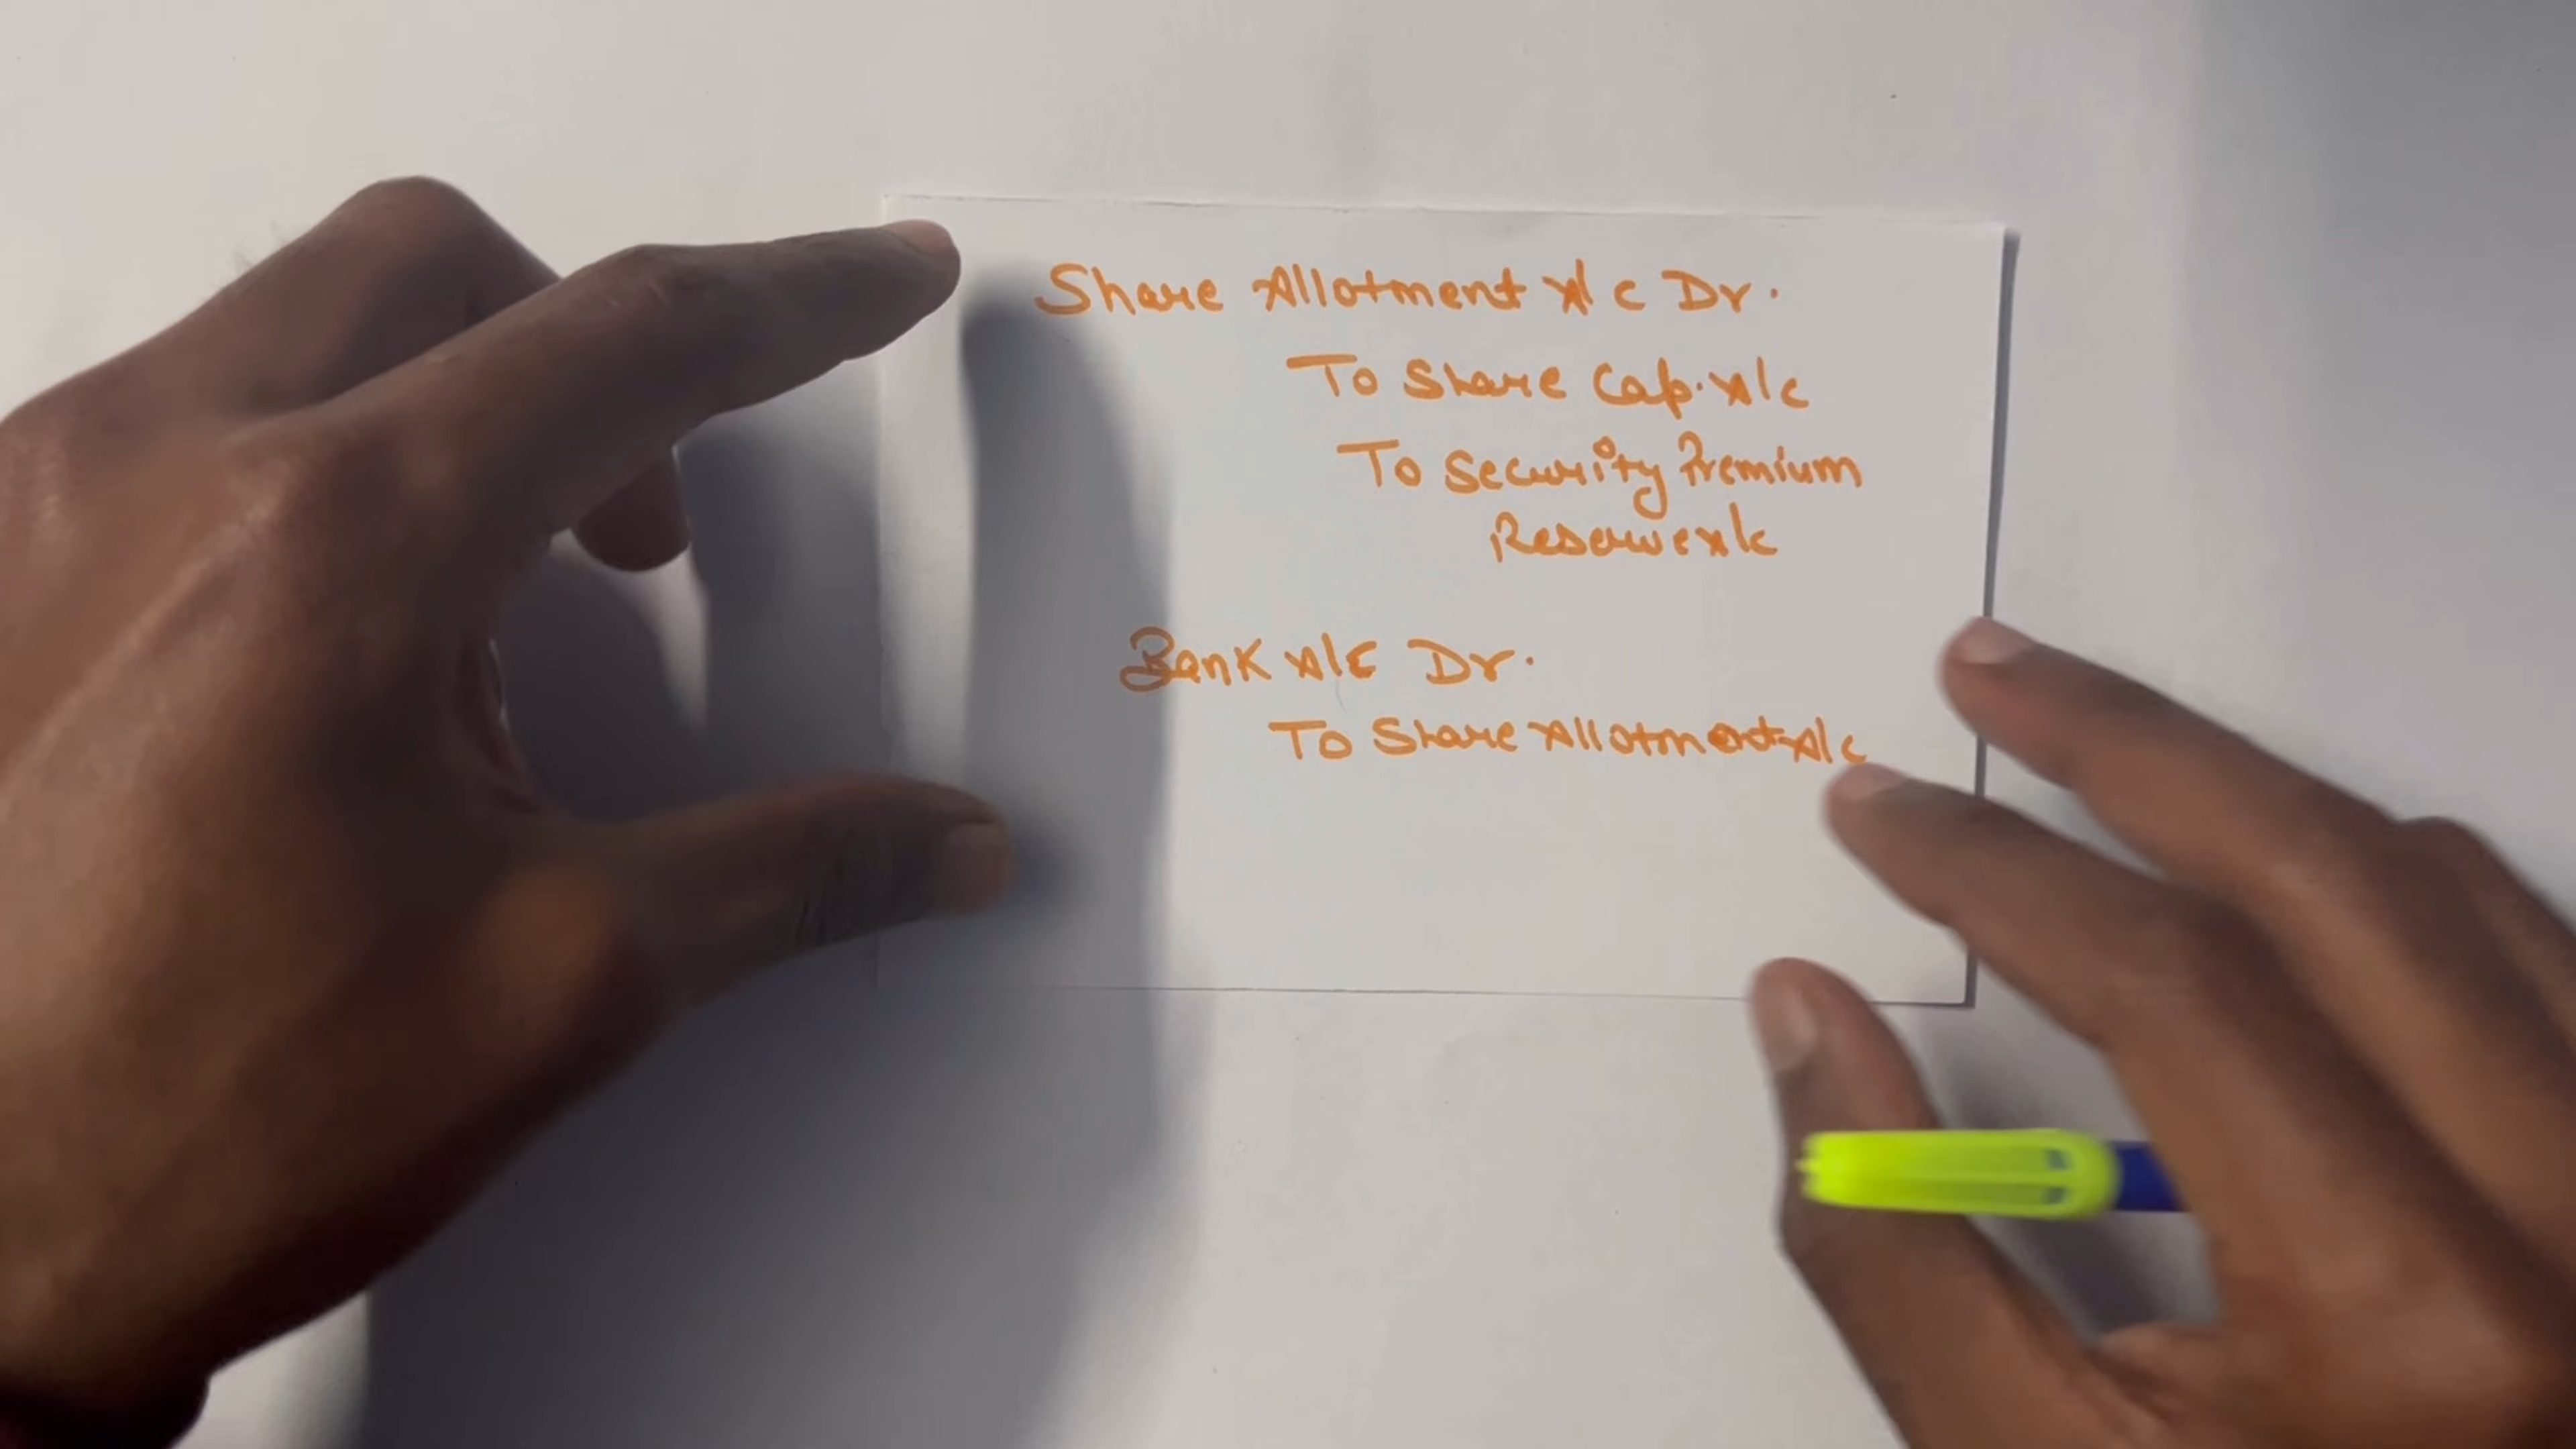 Share Allotment A/c Dr.
To Share Cap. A/c
To Security Premium
Reserve A/c
Bank A/c Dr.
To Share Allotment A/c